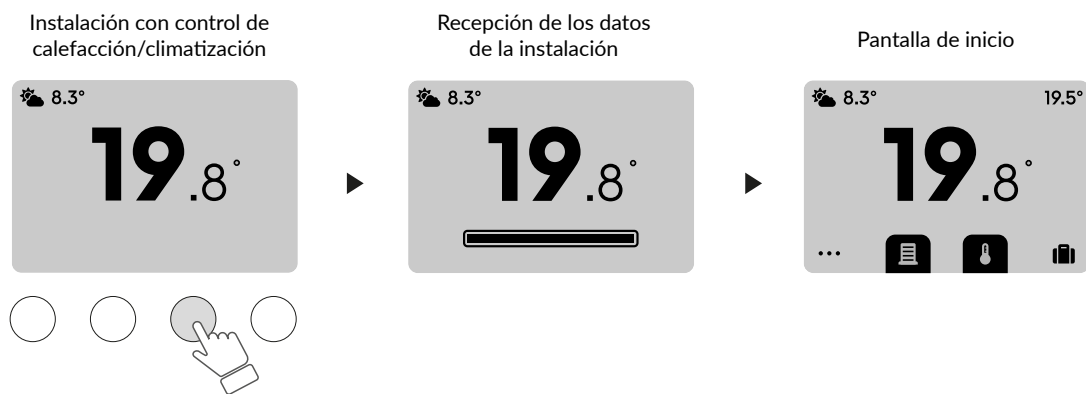 Instalación con control de
calefacción/climatización
Recepción de los datos
de la instalación
Pantalla de inicio
8.3°
19.8°
8.3°
19.8°
8.3°
19.5°
19.8°
...